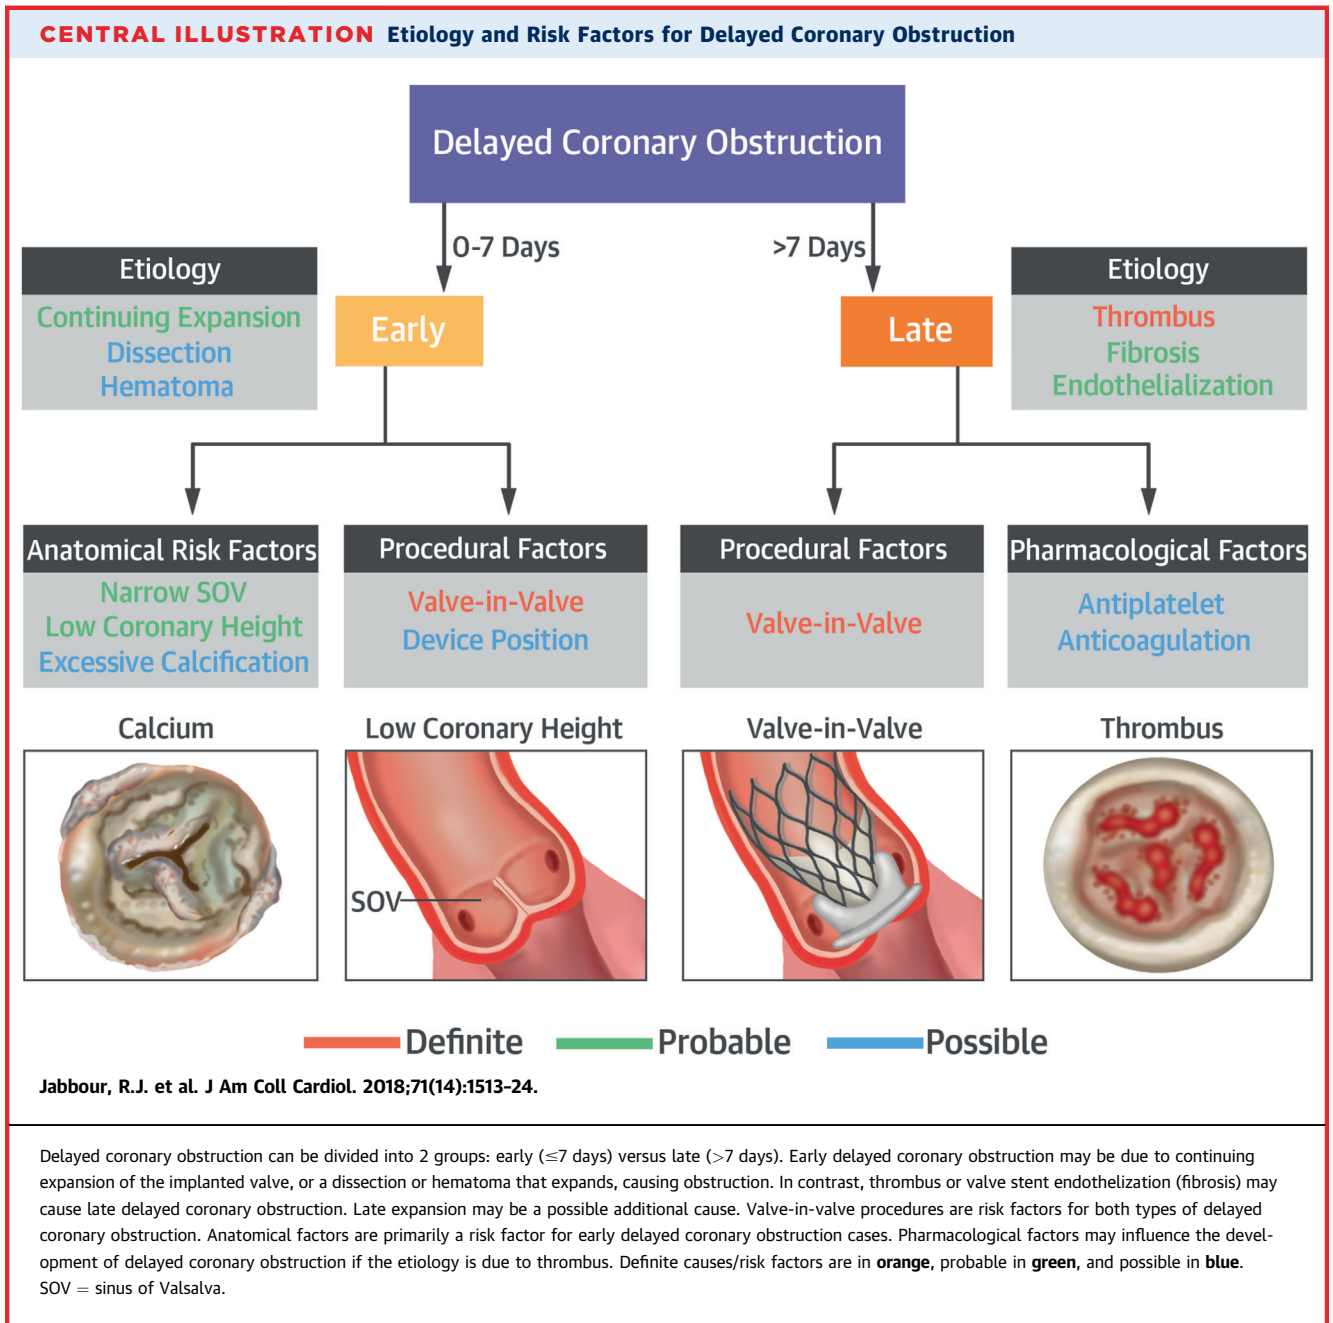 CENTRAL ILLUSTRATION Etiology and Risk Factors for Delayed Coronary Obstruction
Delayed Coronary Obstruction
0-7 Days
>7 Days
Etiology
Continuing Expansion
Dissection
Hematoma
Early
Late
Etiology
Thrombus
Fibrosis
Endothelialization
Anatomical Risk Factors
Narrow SOV
Low Coronary Height
Excessive Calcification
Procedural Factors
Valve-in-Valve
Device Position
Procedural Factors
Valve-in-Valve
Pharmacological Factors
Antiplatelet
Anticoagulation
Calcium
Low Coronary Height
Valve-in-Valve
Thrombus
SOV
Definite
Probable
Possible
Jabbour, R.J. et al. J Am Coll Cardiol. 2018;71(14):1513–24.
Delayed coronary obstruction can be divided into 2 groups: early (≤7 days) versus late (>7 days). Early delayed coronary obstruction may be due to continuing
expansion of the implanted valve, or a dissection or hematoma that expands, causing obstruction. In contrast, thrombus or valve stent endothelization (fibrosis) may
cause late delayed coronary obstruction. Late expansion may be a possible additional cause. Valve-in-valve procedures are risk factors for both types of delayed
coronary obstruction. Anatomical factors are primarily a risk factor for early delayed coronary obstruction cases. Pharmacological factors may influence the devel-
opment of delayed coronary obstruction if the etiology is due to thrombus. Definite causes/risk factors are in orange, probable in green, and possible in blue.
SOV = sinus of Valsalva.